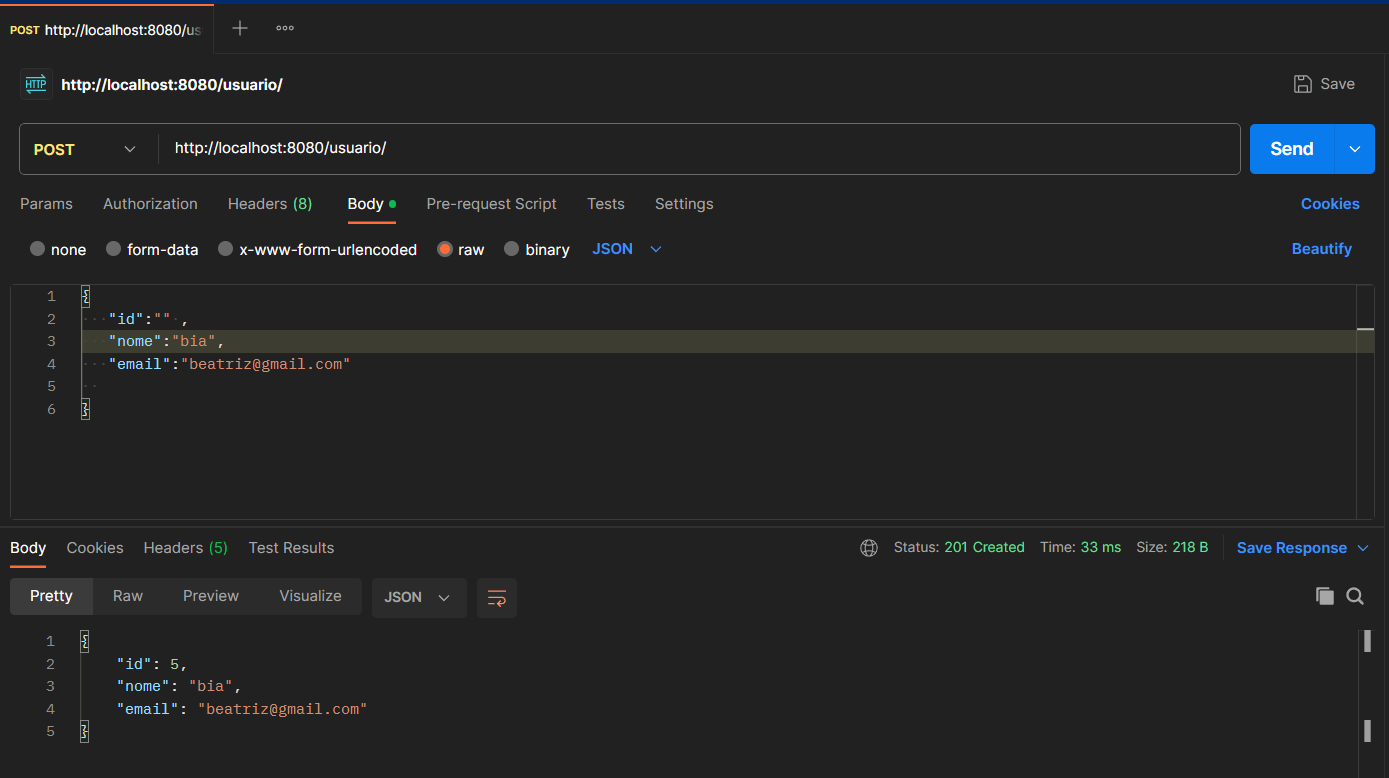 POST http://localhost:8080/us
http://localhost:8080/usuario/
Save
POST http://localhost:8080/usuario/
Send
Params Authorization Headers (8) Body Pre-request Script Tests Settings Cookies
none form-data x-www-form-urlencoded raw binary JSON Beautify
1 {
2 "id":"" ,
3 "nome":"bia",
4 "email":"beatriz@gmail.com"
5
6 }
Body Cookies Headers (5) Test Results Status: 201 Created Time: 33 ms Size: 218 B Save Response
Pretty Raw Preview Visualize JSON
1 {
2 "id": 5,
3 "nome": "bia",
4 "email": "beatriz@gmail.com"
5 }